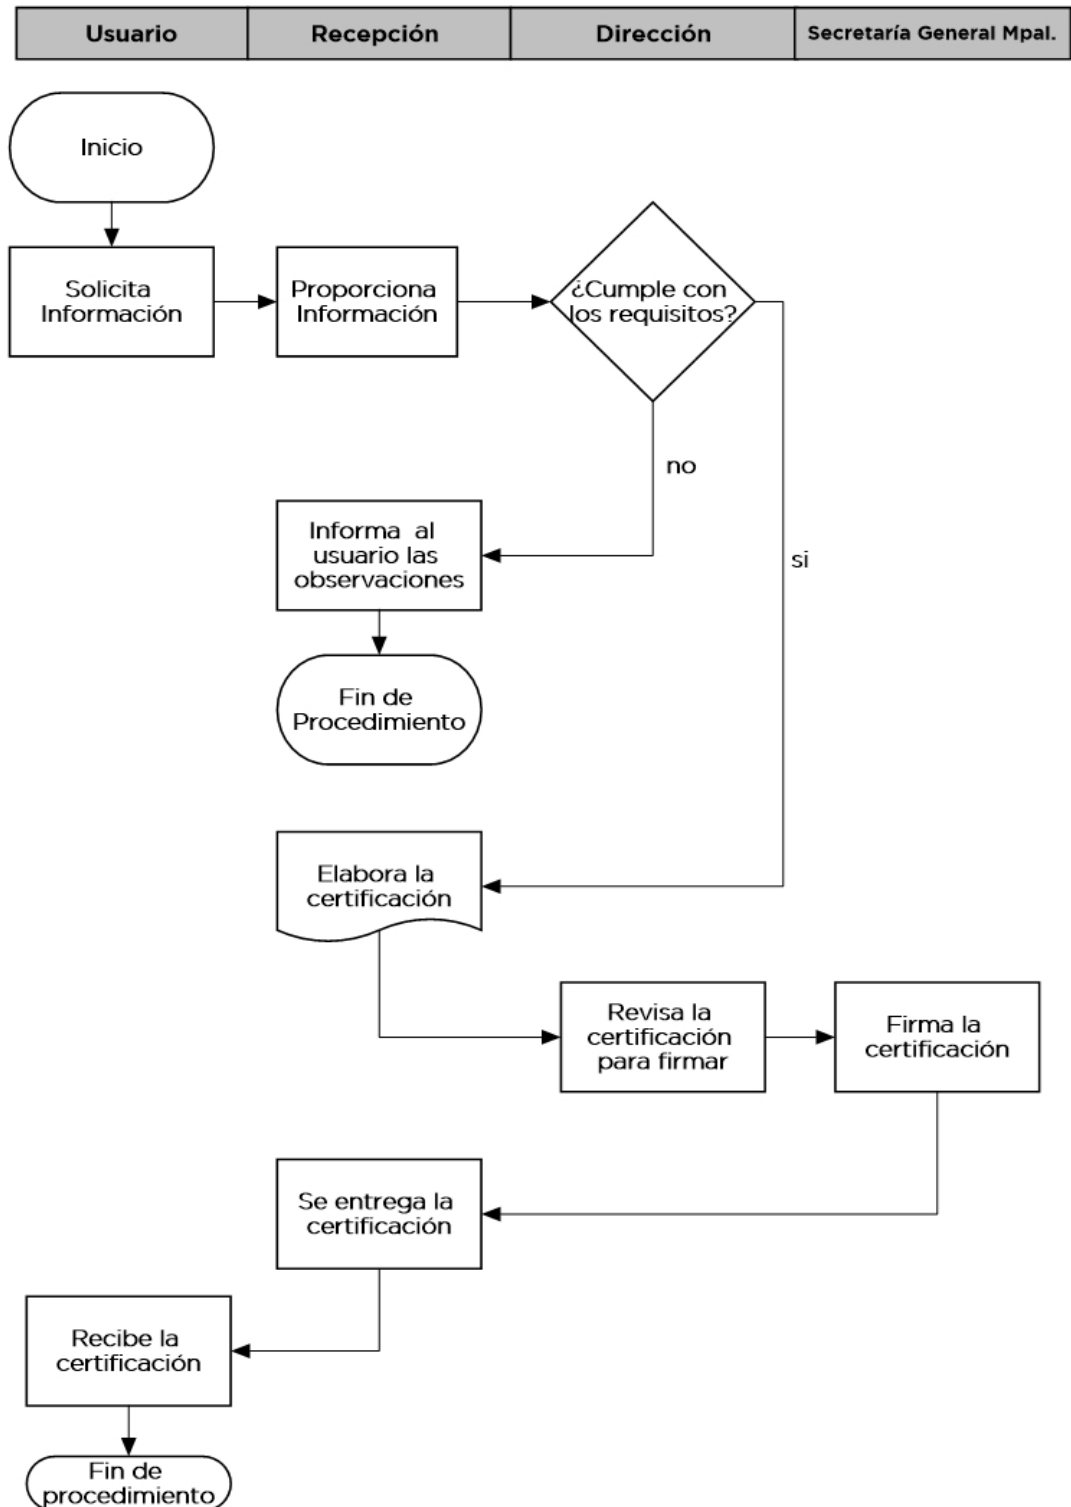 Usuario
Recepción
Dirección
Secretaría General Mpal.
Inicio
Solicita
Información
Proporciona
Información
¿Cumple con
los requisitos?
no
si
Informa al
usuario las
observaciones
Fin de
Procedimiento
Elabora la
certificación
Revisa la
certificación
para firmar
Firma la
certificación
Se entrega la
certificación
Recibe la
certificación
Fin de
procedimiento